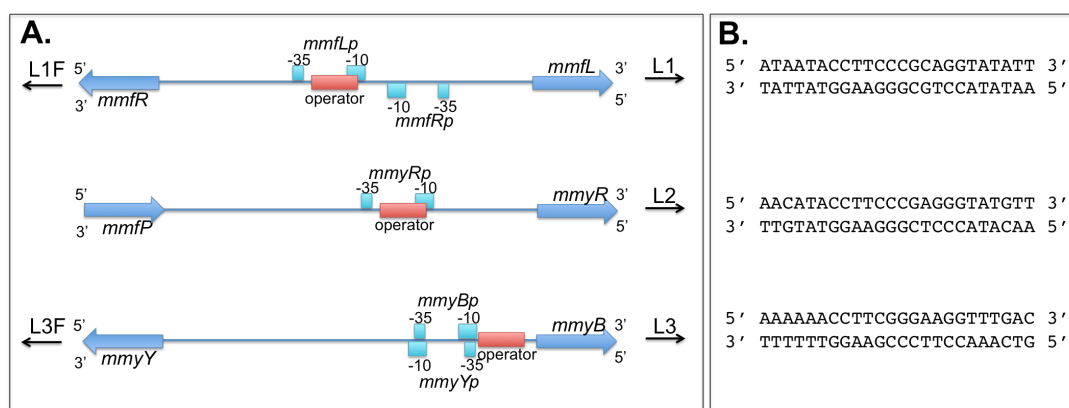 A.
mmfLp
-35 -10
L1F 5' mmfL 3' L1
3' mmfR operator 5'
-10 -35
mmfRp
mmyRp
-35 -10
5' mmyR 3' L2
3' mmfP operator 5'
mmyBp
-35 -10
L3F 5' mmyB 3' L3
3' mmyY operator 5'
-10 -35
mmyYp
B.
5′ ATAATACCTTCCCGCAGGTATATT 3′
3′ TATTATGGAAGGGCGTCCATATAA 5′
5′ AACATACCTTCCCGAGGGTATGTT 3′
3′ TTGTATGGAAGGGCTCCCATACAA 5′
5′ AAAAAACCTTCGGGAAGGTTTGAC 3′
3′ TTTTTTGGAAGCCCTTCCAAACTG 5′